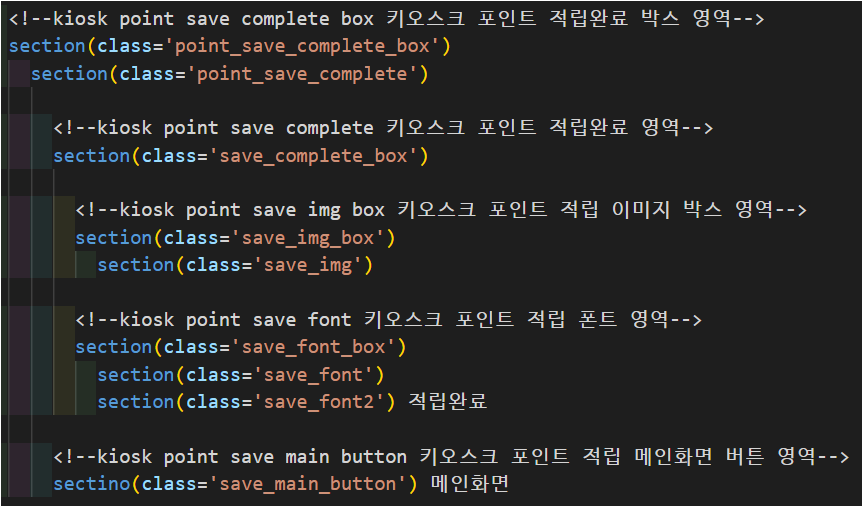 <!--kiosk point save complete box 키오스크 포인트 적립완료 박스 영역-->
section(class='point_save_complete_box')
section(class='point_save_complete')
<!--kiosk point save complete 키오스크 포인트 적립완료 영역-->
section(class='save_complete_box')
<!--kiosk point save img box 키오스크 포인트 적립 이미지 박스 영역-->
section(class='save_img_box')
section(class='save_img')
<!--kiosk point save font 키오스크 포인트 적립 폰트 영역-->
section(class='save_font_box')
section(class='save_font')
section(class='save_font2') 적립완료
<!--kiosk point save main button 키오스크 포인트 적립 메인화면 버튼 영역-->
sectino(class='save_main_button') 메인화면